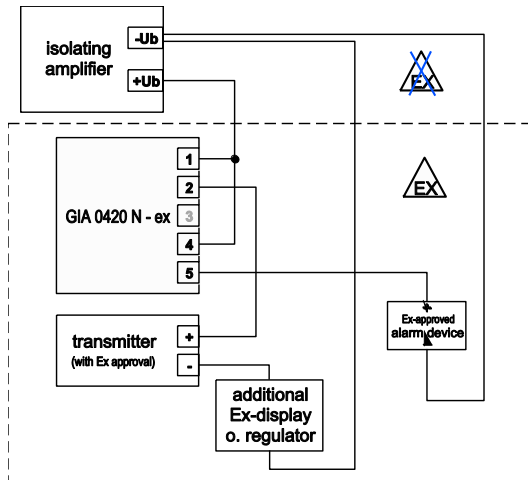 isolating
amplifier
-Ub
+Ub
EX
GIA 0420 N - ex
1
2
3
4
5
EX
transmitter
(with Ex approval)
+
-
Ex-approved
alarm device
additional
Ex-display
o. regulator